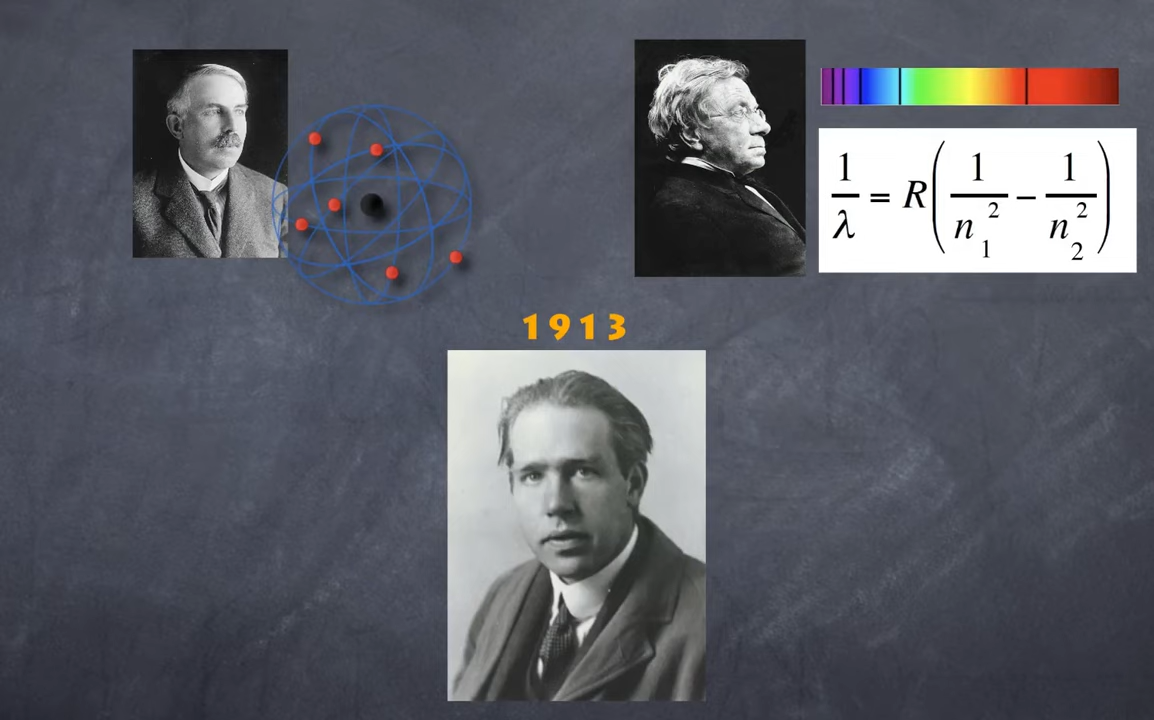 1/λ = R(1/n₁² − 1/n₂²)
1913